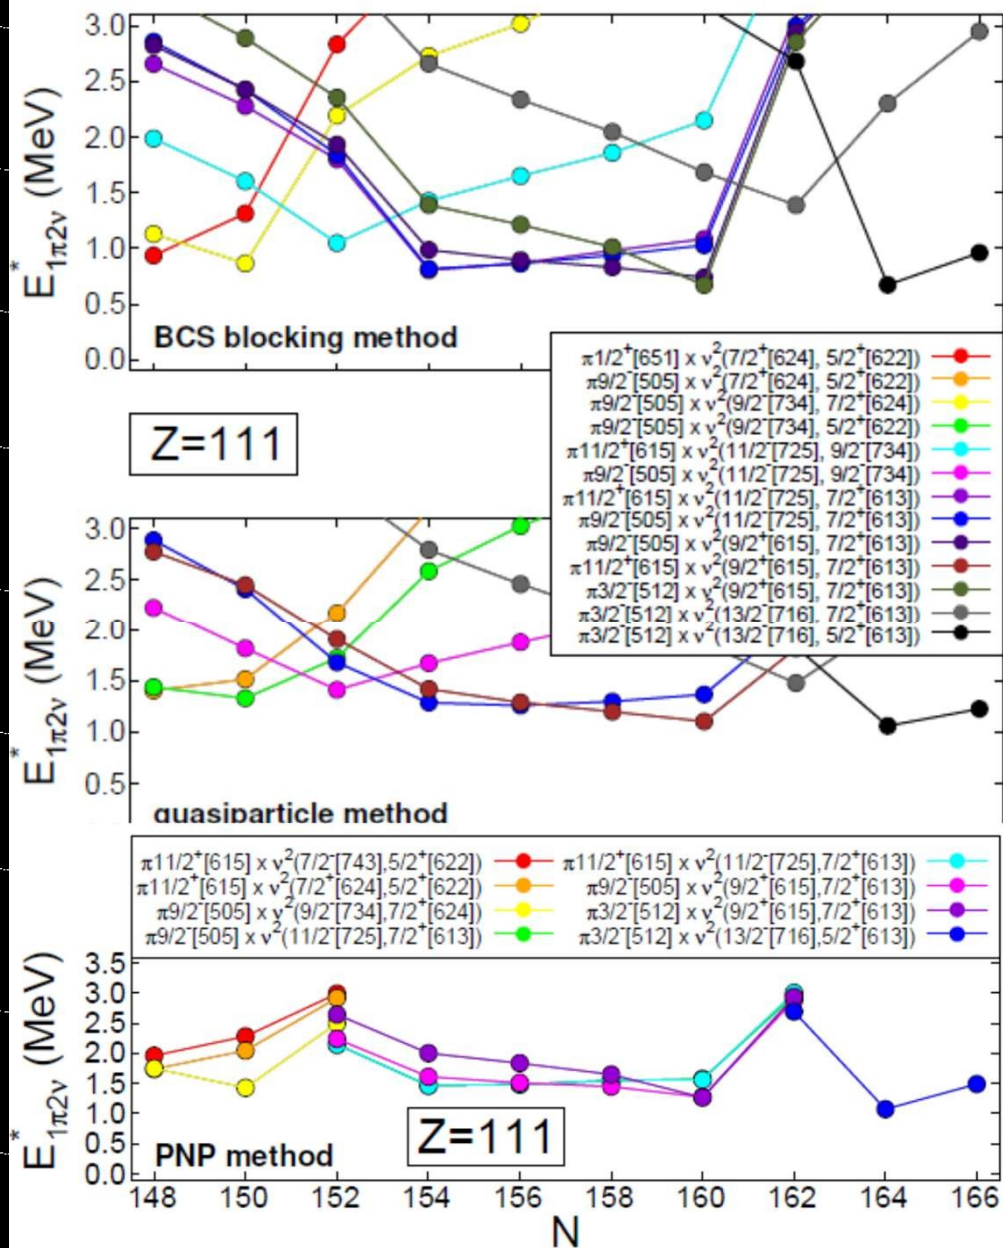 3.0
2.5
2.0
1.5
1.0
0.5
0.0
E*1π2ν (MeV)
BCS blocking method
π1/2⁺[651] x ν²(7/2⁺[624], 5/2⁺[622])
π9/2⁻[505] x ν²(7/2⁺[624], 5/2⁺[622])
π9/2⁻[505] x ν²(9/2⁻[734], 7/2⁺[624])
π9/2⁻[505] x ν²(9/2⁻[734], 5/2⁺[622])
π11/2⁺[615] x ν²(11/2⁻[725], 9/2⁻[734])
π9/2⁻[505] x ν²(11/2⁻[725], 9/2⁻[734])
π11/2⁺[615] x ν²(11/2⁻[725], 7/2⁺[613])
π9/2⁻[505] x ν²(11/2⁻[725], 7/2⁺[613])
π9/2⁻[505] x ν²(9/2⁺[615], 7/2⁺[613])
π11/2⁺[615] x ν²(9/2⁺[615], 7/2⁺[613])
π3/2⁻[512] x ν²(9/2⁺[615], 7/2⁺[613])
π3/2⁻[512] x ν²(13/2⁻[716], 7/2⁺[613])
π3/2⁻[512] x ν²(13/2⁻[716], 5/2⁺[613])
Z=111
3.0
2.5
2.0
1.5
1.0
0.5
E*1π2ν (MeV)
quasiparticle method
π11/2⁺[615] x ν²(7/2⁻[743],5/2⁺[622])
π11/2⁺[615] x ν²(7/2⁺[624],5/2⁺[622])
π9/2⁻[505] x ν²(9/2⁻[734],7/2⁺[624])
π9/2⁻[505] x ν²(11/2⁻[725],7/2⁺[613])
π11/2⁺[615] x ν²(11/2⁻[725],7/2⁺[613])
π9/2⁻[505] x ν²(9/2⁺[615],7/2⁺[613])
π3/2⁻[512] x ν²(9/2⁺[615],7/2⁺[613])
π3/2⁻[512] x ν²(13/2⁻[716],5/2⁺[613])
3.5
3.0
2.5
2.0
1.5
1.0
0.5
0.0
E*1π2ν (MeV)
Z=111
PNP method
148 150 152 154 156 158 160 162 164 166
N